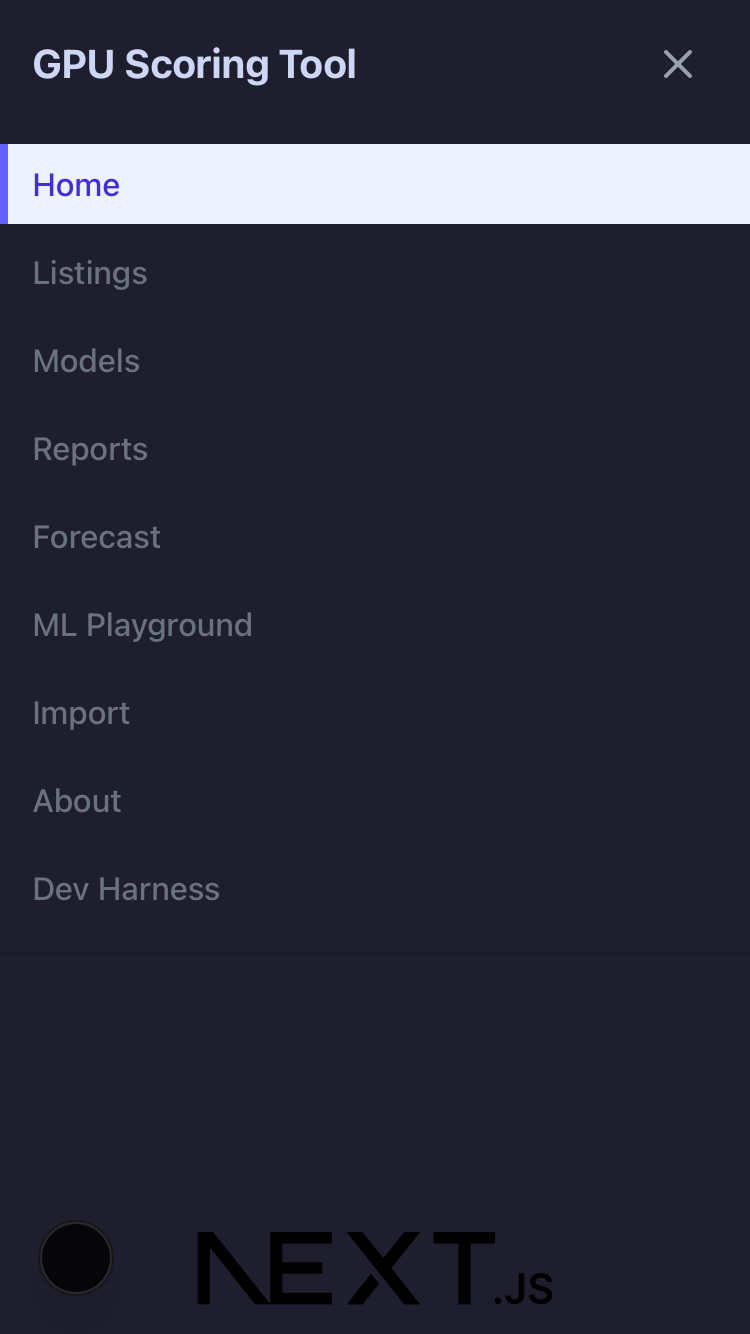 GPU Scoring Tool
Home
Listings
Models
Reports
Forecast
ML Playground
Import
About
Dev Harness
NEXT.JS